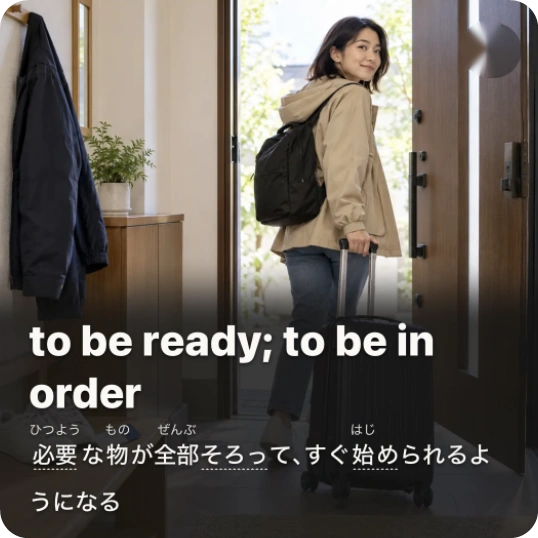 to be ready; to be in
order
ひつよう もの ぜんぶ はじ
必要な物が全部そろって、すぐ始められるよ
うになる